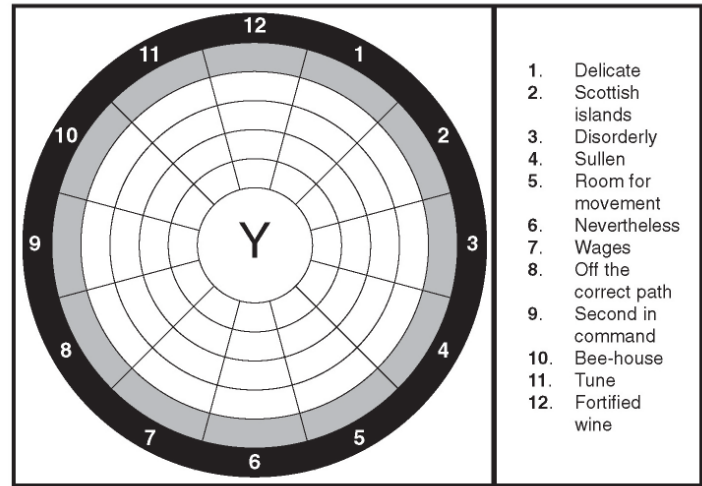 12
11
1
10
2
9
Y
3
8
4
7
5
6
1. Delicate
2. Scottish
islands
3. Disorderly
4. Sullen
5. Room for
movement
6. Nevertheless
7. Wages
8. Off the
correct path
9. Second in
command
10. Bee-house
11. Tune
12. Fortified
wine